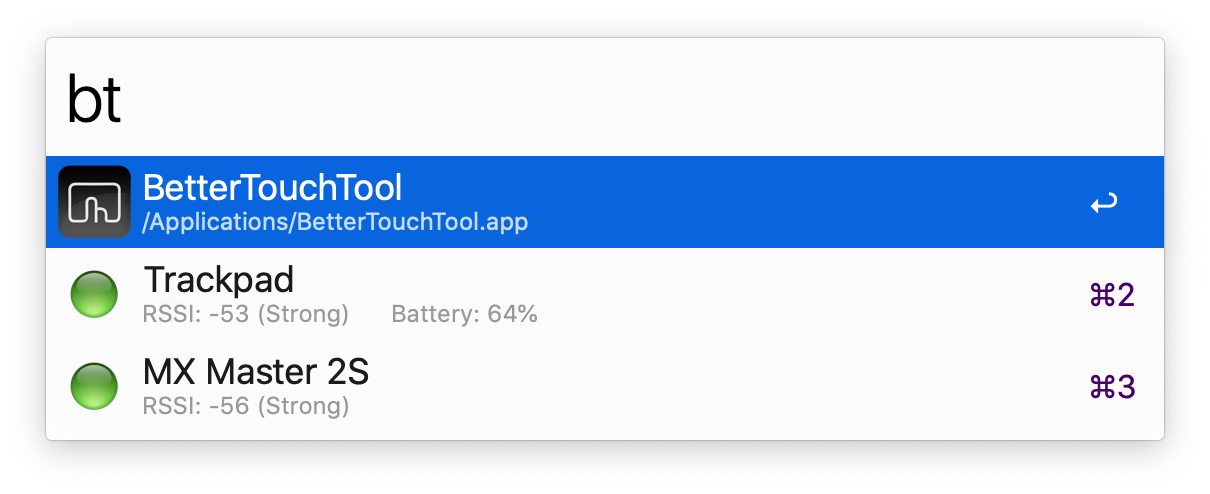 bt
BetterTouchTool
/Applications/BetterTouchTool.app
Trackpad
RSSI: -53 (Strong) Battery: 64%
⌘2
MX Master 2S
RSSI: -56 (Strong)
⌘3